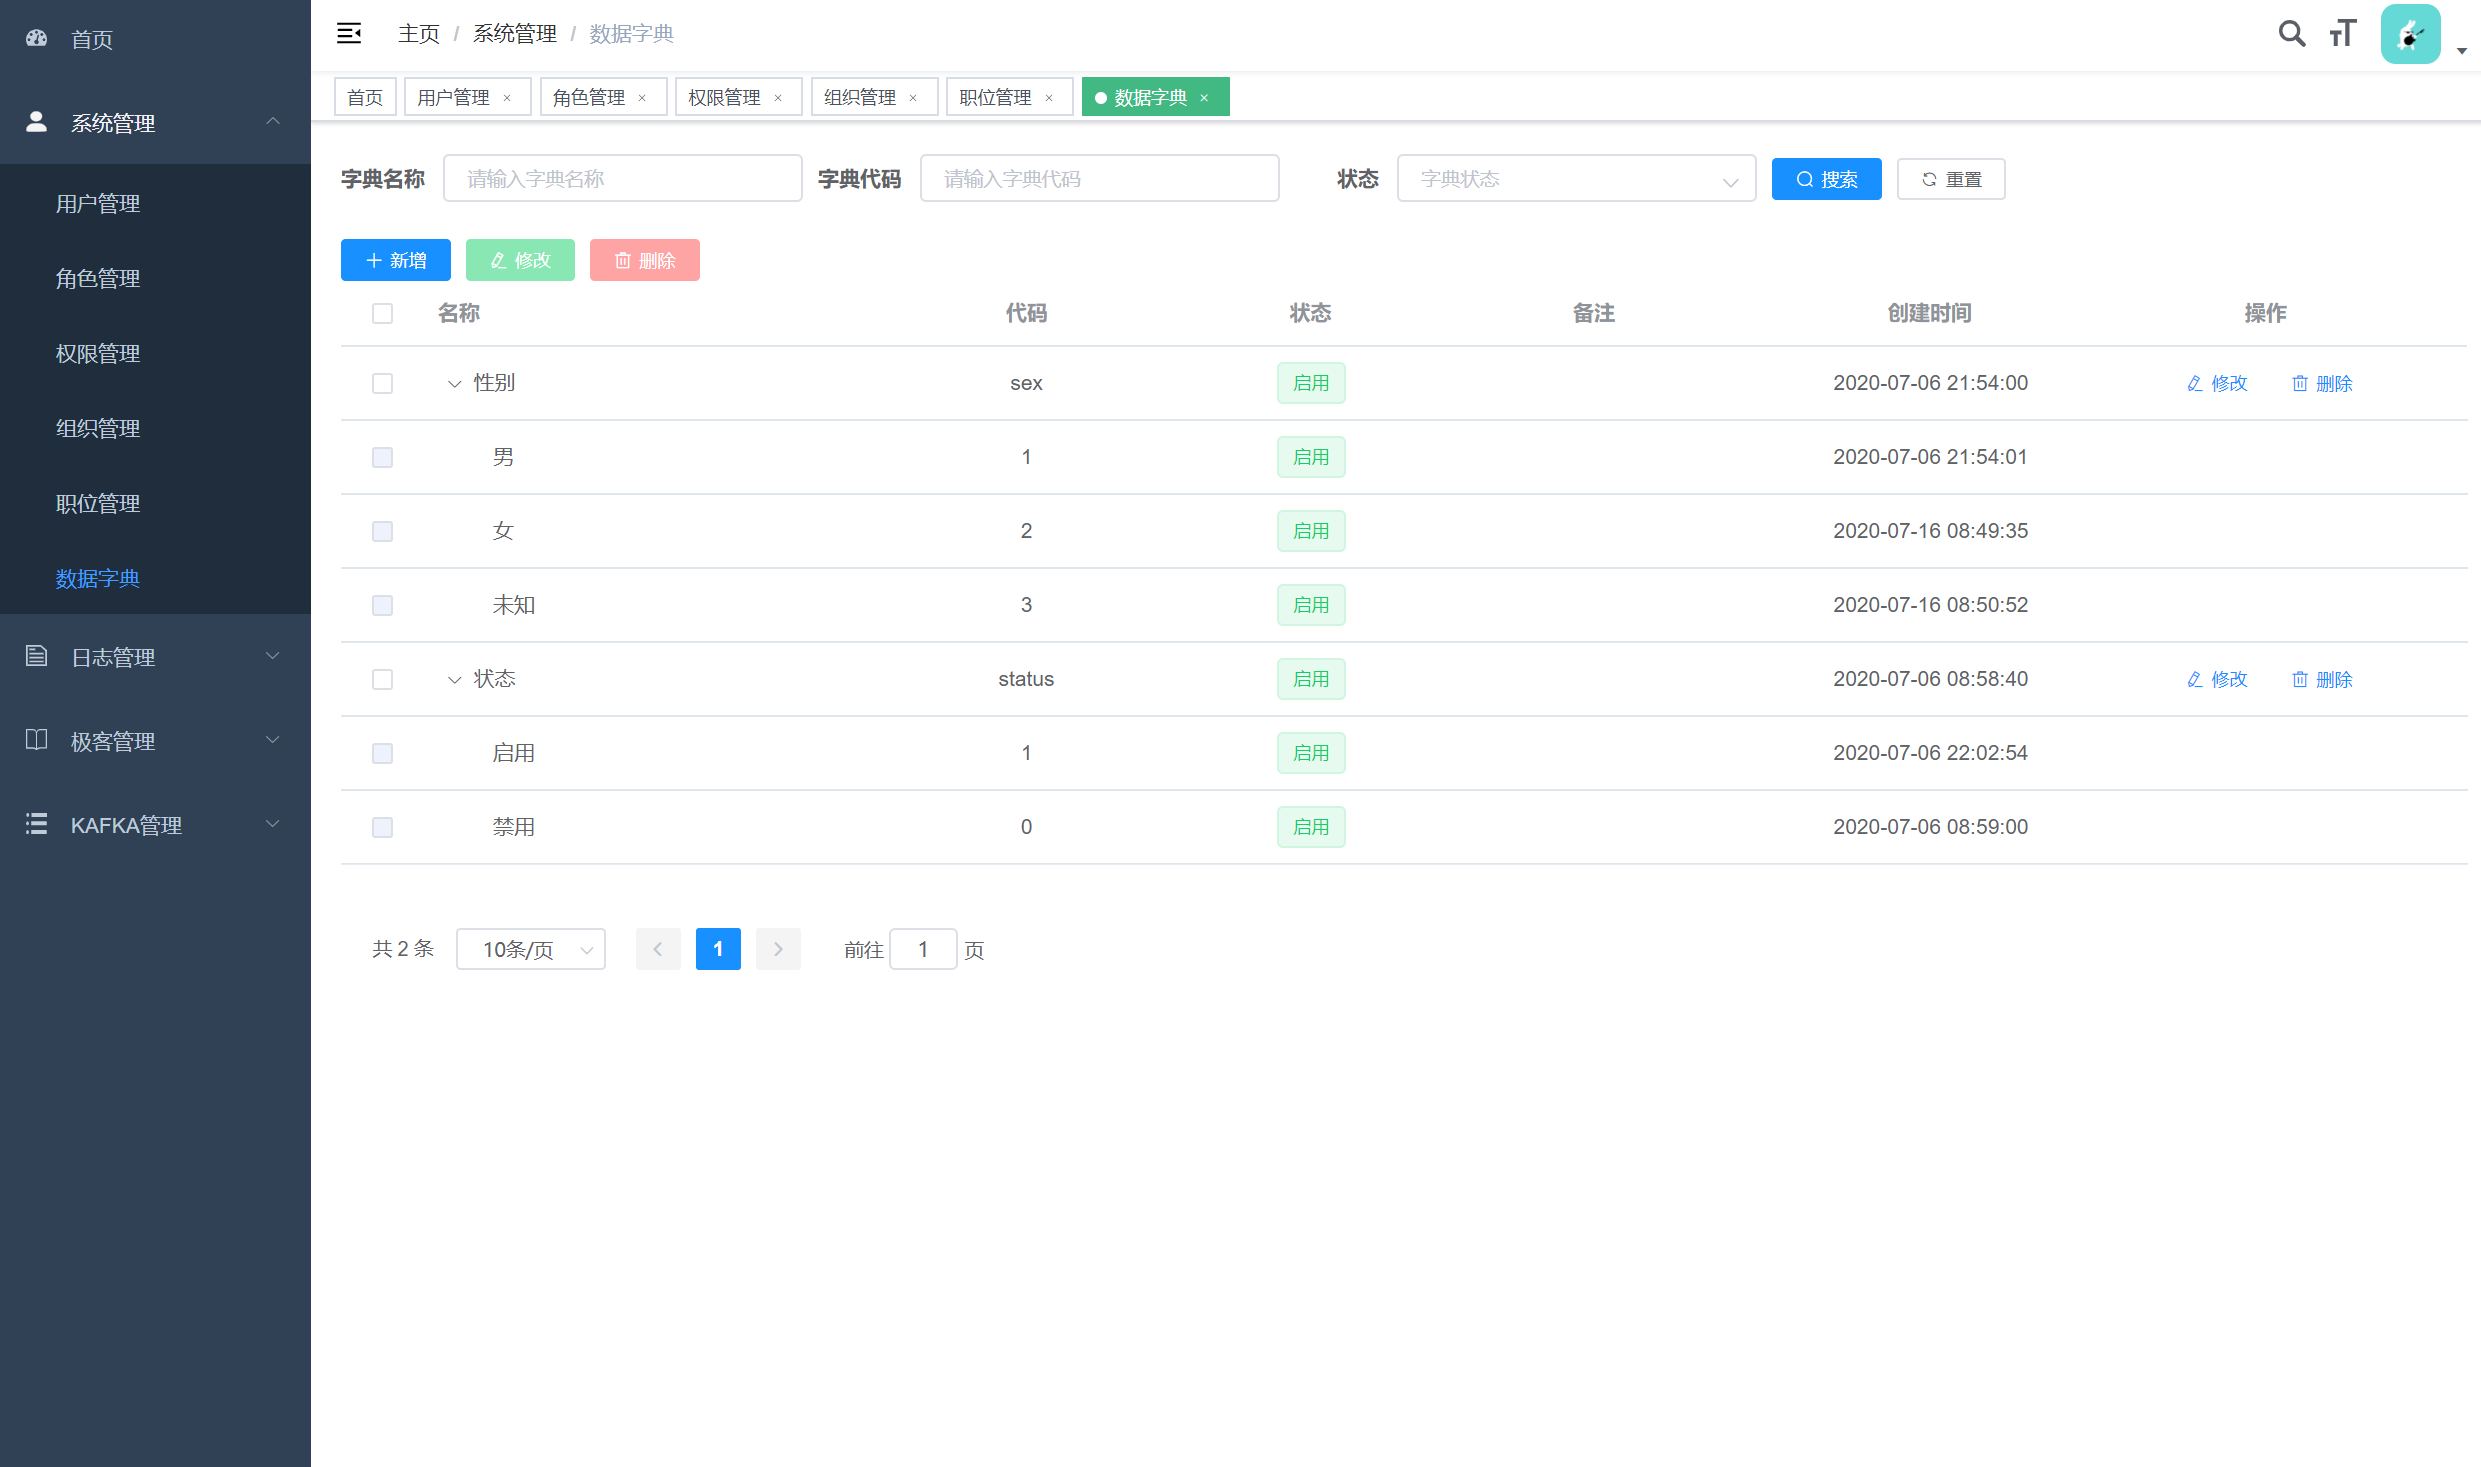 首页
系统管理
用户管理
角色管理
权限管理
组织管理
职位管理
数据字典
日志管理
极客管理
KAFKA管理
主页 / 系统管理 / 数据字典
首页 用户管理 × 角色管理 × 权限管理 × 组织管理 × 职位管理 × 数据字典 ×
字典名称 请输入字典名称 字典代码 请输入字典代码 状态 字典状态 搜索 重置
新增 修改 删除
名称 代码 状态 备注 创建时间 操作
性别 sex 启用 2020-07-06 21:54:00 修改 删除
男 1 启用 2020-07-06 21:54:01
女 2 启用 2020-07-16 08:49:35
未知 3 启用 2020-07-16 08:50:52
状态 status 启用 2020-07-06 08:58:40 修改 删除
启用 1 启用 2020-07-06 22:02:54
禁用 0 启用 2020-07-06 08:59:00
共 2 条 10条/页 1 前往 1 页